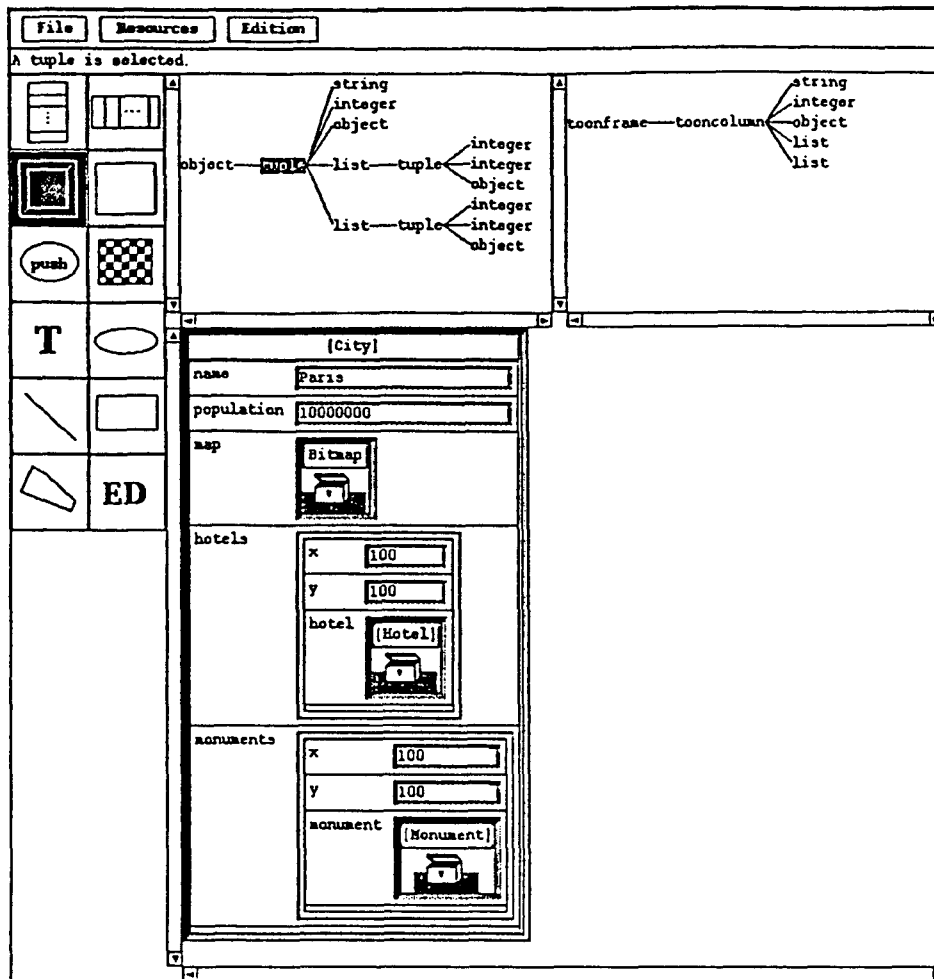 File Resources Edition
A tuple is selected.
string
integer
object
object tuple list tuple integer
integer
object
list tuple integer
integer
object
string
integer
toonframe tooncolumn object
list
list
push
T
ED
[City]
name Paris
population 10000000
map Bitmap
hotels
x 100
y 100
hotel [Hotel]
monuments
x 100
y 100
monument [Monument]